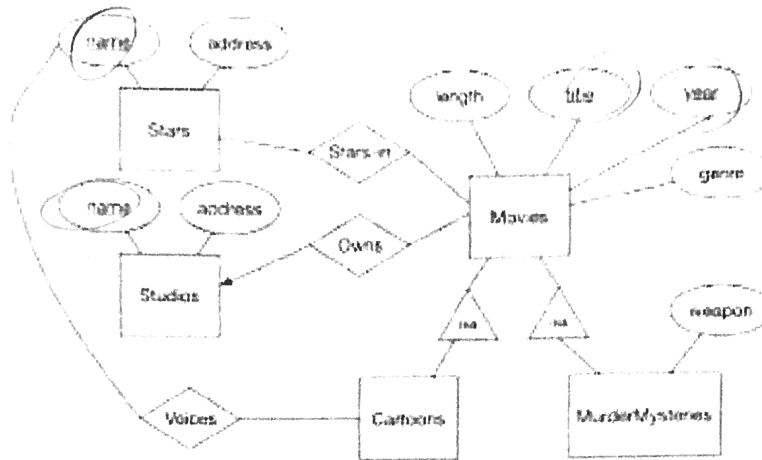 name
address
length
title
year
Stars
Stars-in
genre
name
address
Movies
Owns
Studios
isa
isa
weapon
Voices
Cartoons
MurderMysteries